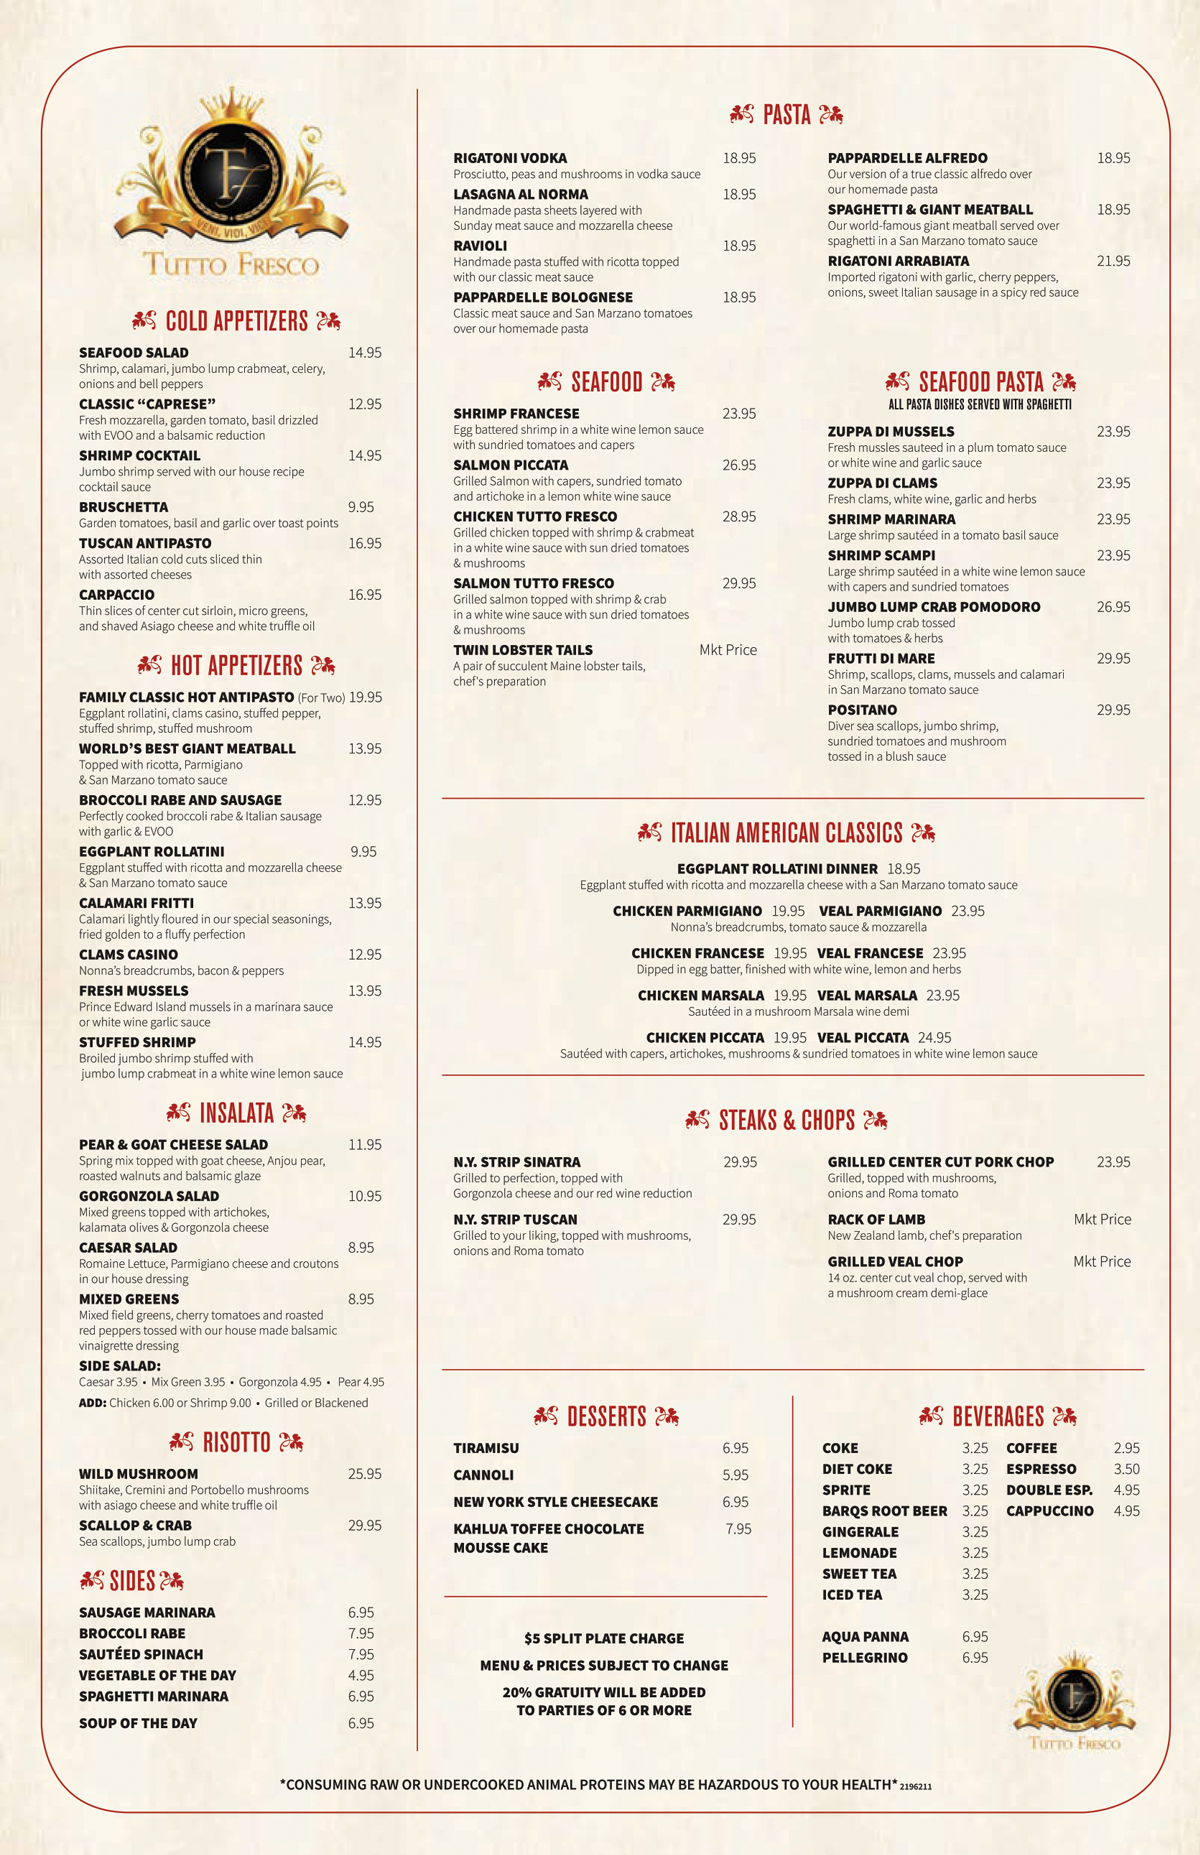 TF
VENI, VIDI, VICI
TUTTO FRESCO
COLD APPETIZERS
SEAFOOD SALAD 14.95
Shrimp, calamari, jumbo lump crabmeat, celery,
onions and bell peppers
CLASSIC “CAPRESE” 12.95
Fresh mozzarella, garden tomato, basil drizzled
with EVOO and a balsamic reduction
SHRIMP COCKTAIL 14.95
Jumbo shrimp served with our house recipe
cocktail sauce
BRUSCHETTA 9.95
Garden tomatoes, basil and garlic over toast points
TUSCAN ANTIPASTO 16.95
Assorted Italian cold cuts sliced thin
with assorted cheeses
CARPACCIO 16.95
Thin slices of center cut sirloin, micro greens,
and shaved Asiago cheese and white truffle oil
HOT APPETIZERS
FAMILY CLASSIC HOT ANTIPASTO (For Two) 19.95
Eggplant rollatini, clams casino, stuffed pepper,
stuffed shrimp, stuffed mushroom
WORLD’S BEST GIANT MEATBALL 13.95
Topped with ricotta, Parmigiano
& San Marzano tomato sauce
BROCCOLI RABE AND SAUSAGE 12.95
Perfectly cooked broccoli rabe & Italian sausage
with garlic & EVOO
EGGPLANT ROLLATINI 9.95
Eggplant stuffed with ricotta and mozzarella cheese
& San Marzano tomato sauce
CALAMARI FRITTI 13.95
Calamari lightly floured in our special seasonings,
fried golden to a fluffy perfection
CLAMS CASINO 12.95
Nonna’s breadcrumbs, bacon & peppers
FRESH MUSSELS 13.95
Prince Edward Island mussels in a marinara sauce
or white wine garlic sauce
STUFFED SHRIMP 14.95
Broiled jumbo shrimp stuffed with
jumbo lump crabmeat in a white wine lemon sauce
INSALATA
PEAR & GOAT CHEESE SALAD 11.95
Spring mix topped with goat cheese, Anjou pear,
roasted walnuts and balsamic glaze
GORGONZOLA SALAD 10.95
Mixed greens topped with artichokes,
kalamata olives & Gorgonzola cheese
CAESAR SALAD 8.95
Romaine Lettuce, Parmigiano cheese and croutons
in our house dressing
MIXED GREENS 8.95
Mixed field greens, cherry tomatoes and roasted
red peppers tossed with our house made balsamic
vinaigrette dressing
SIDE SALAD:
Caesar 3.95 • Mix Green 3.95 • Gorgonzola 4.95 • Pear 4.95
ADD: Chicken 6.00 or Shrimp 9.00 • Grilled or Blackened
RISOTTO
WILD MUSHROOM 25.95
Shiitake, Cremini and Portobello mushrooms
with asiago cheese and white truffle oil
SCALLOP & CRAB 29.95
Sea scallops, jumbo lump crab
SIDES
SAUSAGE MARINARA 6.95
BROCCOLI RABE 7.95
SAUTÉED SPINACH 7.95
VEGETABLE OF THE DAY 4.95
SPAGHETTI MARINARA 6.95
SOUP OF THE DAY 6.95
PASTA
RIGATONI VODKA 18.95
Prosciutto, peas and mushrooms in vodka sauce
LASAGNA AL NORMA 18.95
Handmade pasta sheets layered with
Sunday meat sauce and mozzarella cheese
RAVIOLI 18.95
Handmade pasta stuffed with ricotta topped
with our classic meat sauce
PAPPARDELLE BOLOGNESE 18.95
Classic meat sauce and San Marzano tomatoes
over our homemade pasta
PAPPARDELLE ALFREDO 18.95
Our version of a true classic alfredo over
our homemade pasta
SPAGHETTI & GIANT MEATBALL 18.95
Our world-famous giant meatball served over
spaghetti in a San Marzano tomato sauce
RIGATONI ARRABIATA 21.95
Imported rigatoni with garlic, cherry peppers,
onions, sweet Italian sausage in a spicy red sauce
SEAFOOD
SHRIMP FRANCESE 23.95
Egg battered shrimp in a white wine lemon sauce
with sundried tomatoes and capers
SALMON PICCATA 26.95
Grilled Salmon with capers, sundried tomato
and artichoke in a lemon white wine sauce
CHICKEN TUTTO FRESCO 28.95
Grilled chicken topped with shrimp & crabmeat
in a white wine sauce with sun dried tomatoes
& mushrooms
SALMON TUTTO FRESCO 29.95
Grilled salmon topped with shrimp & crab
in a white wine sauce with sun dried tomatoes
& mushrooms
TWIN LOBSTER TAILS Mkt Price
A pair of succulent Maine lobster tails,
chef's preparation
SEAFOOD PASTA
ALL PASTA DISHES SERVED WITH SPAGHETTI
ZUPPA DI MUSSELS 23.95
Fresh mussles sauteed in a plum tomato sauce
or white wine and garlic sauce
ZUPPA DI CLAMS 23.95
Fresh clams, white wine, garlic and herbs
SHRIMP MARINARA 23.95
Large shrimp sautéed in a tomato basil sauce
SHRIMP SCAMPI 23.95
Large shrimp sautéed in a white wine lemon sauce
with capers and sundried tomatoes
JUMBO LUMP CRAB POMODORO 26.95
Jumbo lump crab tossed
with tomatoes & herbs
FRUTTI DI MARE 29.95
Shrimp, scallops, clams, mussels and calamari
in San Marzano tomato sauce
POSITANO 29.95
Diver sea scallops, jumbo shrimp,
sundried tomatoes and mushroom
tossed in a blush sauce
ITALIAN AMERICAN CLASSICS
EGGPLANT ROLLATINI DINNER 18.95
Eggplant stuffed with ricotta and mozzarella cheese with a San Marzano tomato sauce
CHICKEN PARMIGIANO 19.95 VEAL PARMIGIANO 23.95
Nonna’s breadcrumbs, tomato sauce & mozzarella
CHICKEN FRANCESE 19.95 VEAL FRANCESE 23.95
Dipped in egg batter, finished with white wine, lemon and herbs
CHICKEN MARSALA 19.95 VEAL MARSALA 23.95
Sautéed in a mushroom Marsala wine demi
CHICKEN PICCATA 19.95 VEAL PICCATA 24.95
Sautéed with capers, artichokes, mushrooms & sundried tomatoes in white wine lemon sauce
STEAKS & CHOPS
N.Y. STRIP SINATRA 29.95
Grilled to perfection, topped with
Gorgonzola cheese and our red wine reduction
N.Y. STRIP TUSCAN 29.95
Grilled to your liking, topped with mushrooms,
onions and Roma tomato
GRILLED CENTER CUT PORK CHOP 23.95
Grilled, topped with mushrooms,
onions and Roma tomato
RACK OF LAMB Mkt Price
New Zealand lamb, chef's preparation
GRILLED VEAL CHOP Mkt Price
14 oz. center cut veal chop, served with
a mushroom cream demi-glace
DESSERTS
TIRAMISU 6.95
CANNOLI 5.95
NEW YORK STYLE CHEESECAKE 6.95
KAHLUA TOFFEE CHOCOLATE 7.95
MOUSSE CAKE
$5 SPLIT PLATE CHARGE
MENU & PRICES SUBJECT TO CHANGE
20% GRATUITY WILL BE ADDED
TO PARTIES OF 6 OR MORE
BEVERAGES
COKE 3.25 COFFEE 2.95
DIET COKE 3.25 ESPRESSO 3.50
SPRITE 3.25 DOUBLE ESP. 4.95
BARQS ROOT BEER 3.25 CAPPUCCINO 4.95
GINGERALE 3.25
LEMONADE 3.25
SWEET TEA 3.25
ICED TEA 3.25
AQUA PANNA 6.95
PELLEGRINO 6.95
TF
TUTTO FRESCO
*CONSUMING RAW OR UNDERCOOKED ANIMAL PROTEINS MAY BE HAZARDOUS TO YOUR HEALTH* 2196211